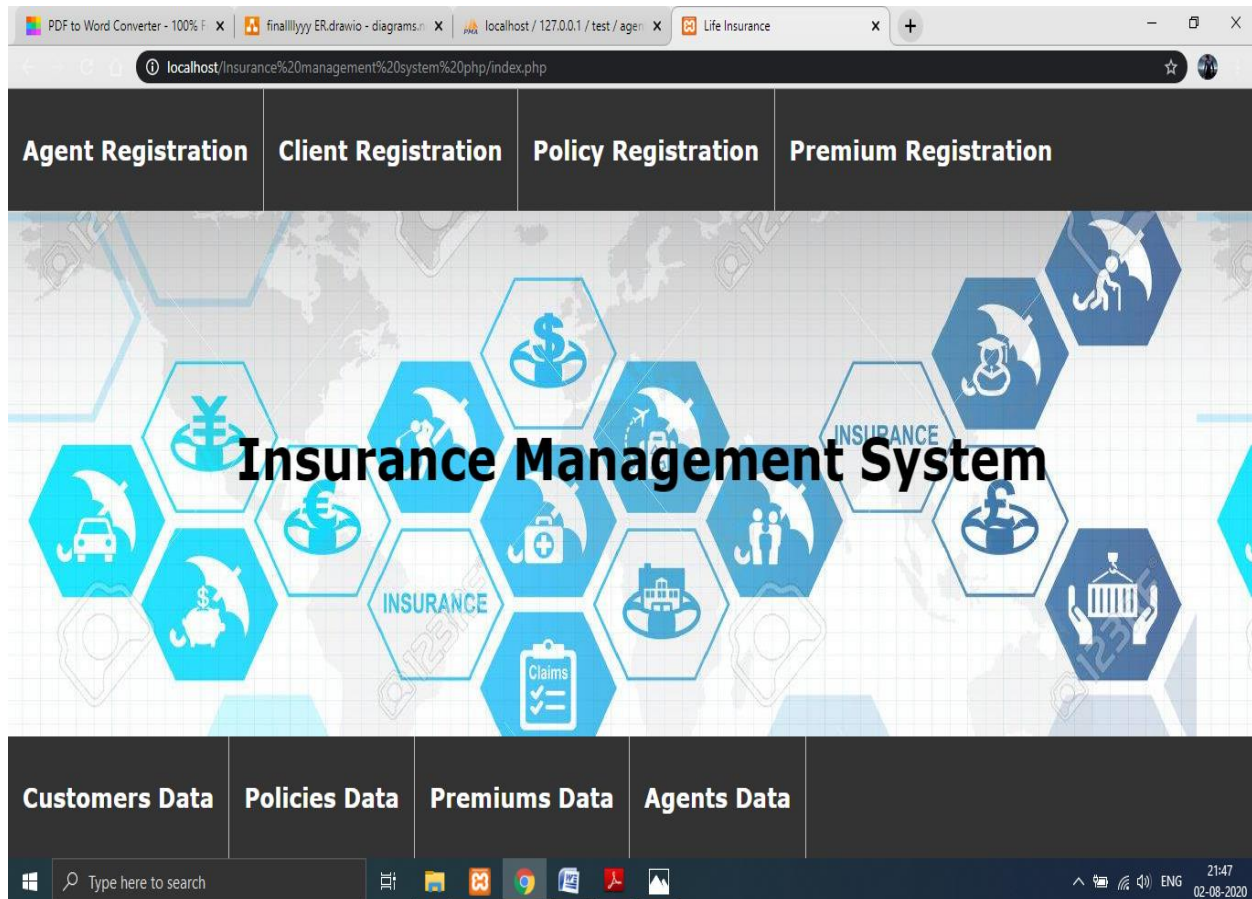 PDF to Word Converter - 100% F
finallllyyy ER.drawio - diagrams.n
PMA
localhost / 127.0.0.1 / test / agen
Life Insurance
localhost/Insurance%20management%20system%20php/index.php
Agent Registration
Client Registration
Policy Registration
Premium Registration
INSURANCE
Insurance Management System
INSURANCE
Claims
Customers Data
Policies Data
Premiums Data
Agents Data
Type here to search
ENG
21:47
02-08-2020